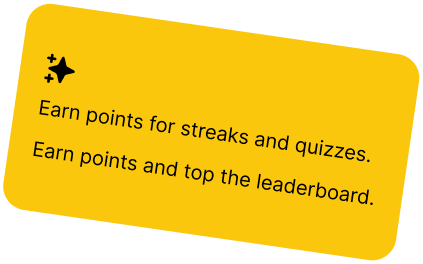 Earn points for streaks and quizzes.
Earn points and top the leaderboard.